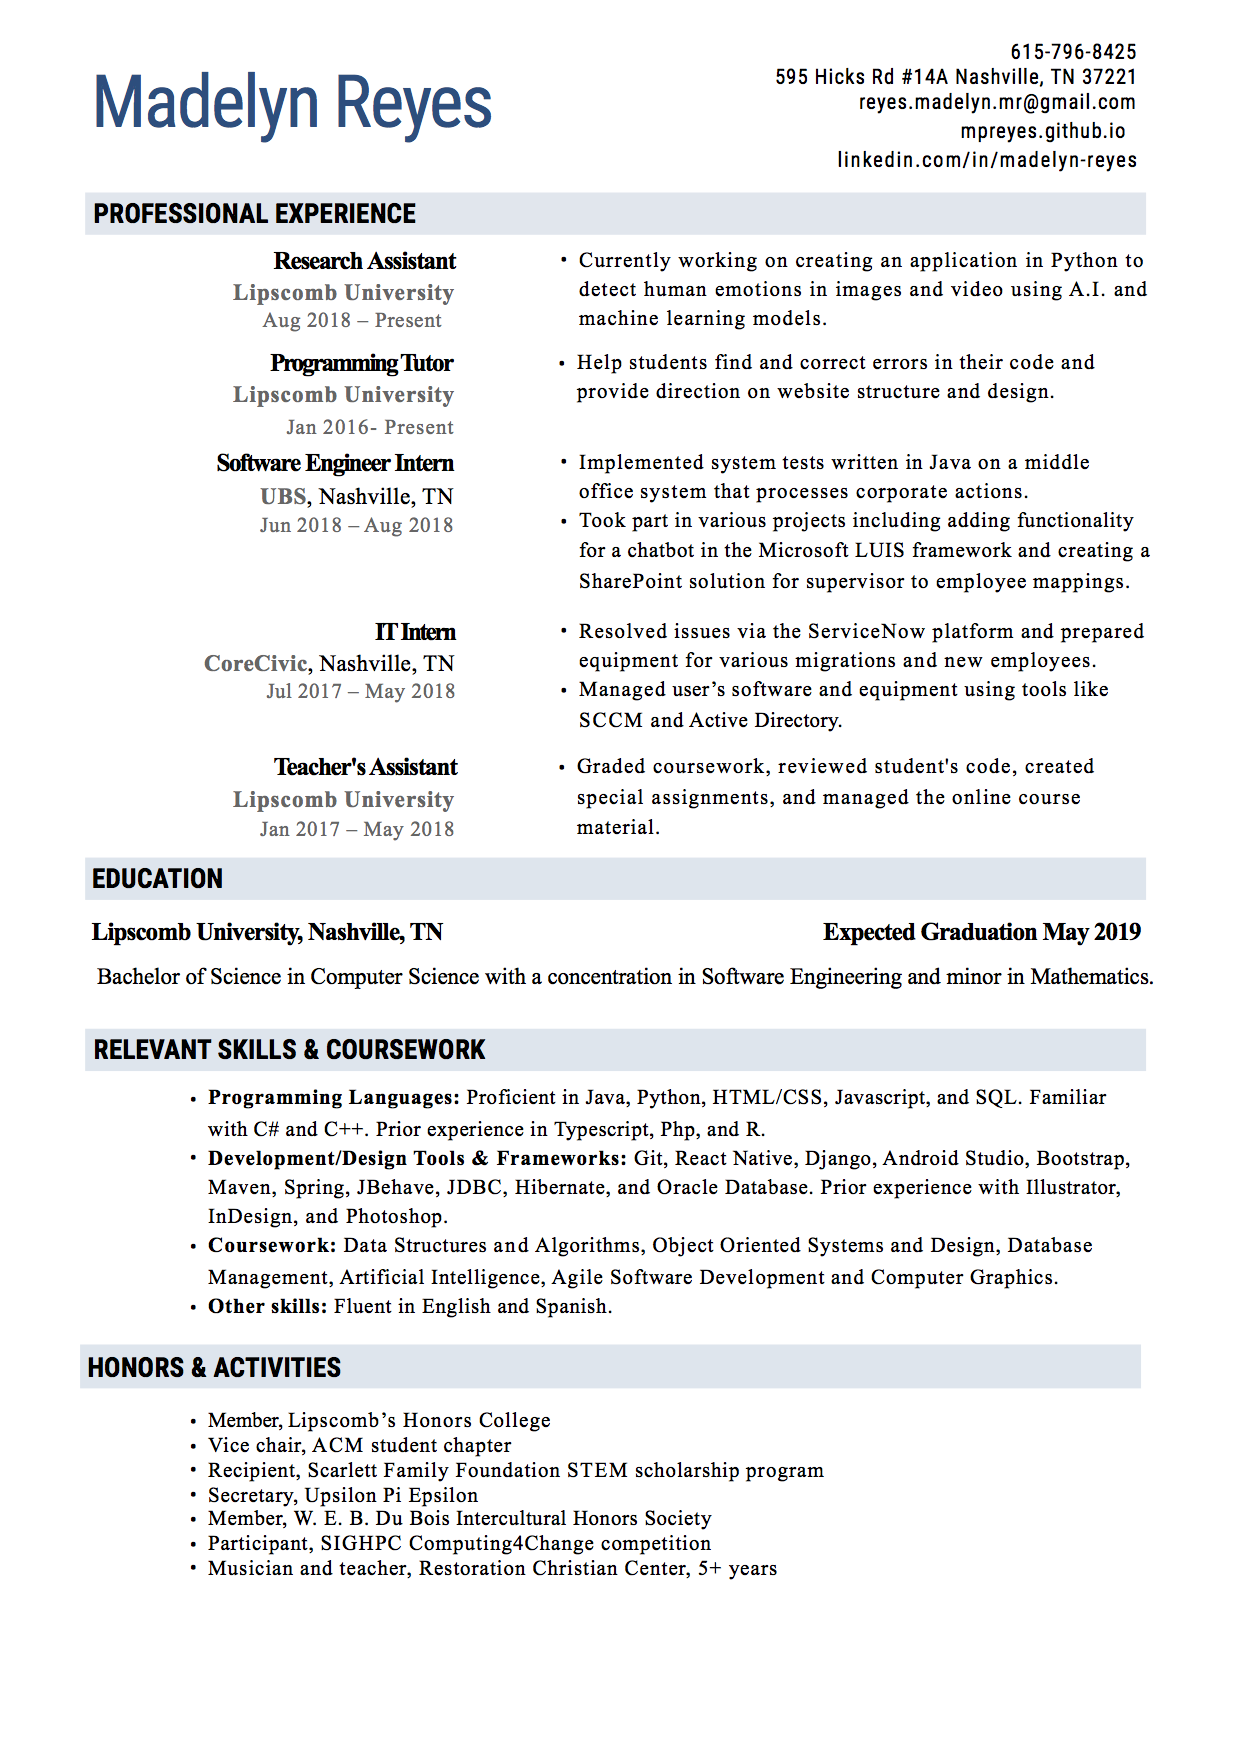 Madelyn Reyes
615-796-8425
595 Hicks Rd #14A Nashville, TN 37221
reyes.madelyn.mr@gmail.com
mpreyes.github.io
linkedin.com/in/madelyn-reyes
PROFESSIONAL EXPERIENCE
Research Assistant
Lipscomb University
Aug 2018 – Present
• Currently working on creating an application in Python to
detect human emotions in images and video using A.I. and
machine learning models.
Programming Tutor
Lipscomb University
Jan 2016- Present
• Help students find and correct errors in their code and
provide direction on website structure and design.
Software Engineer Intern
UBS, Nashville, TN
Jun 2018 – Aug 2018
• Implemented system tests written in Java on a middle
office system that processes corporate actions.
• Took part in various projects including adding functionality
for a chatbot in the Microsoft LUIS framework and creating a
SharePoint solution for supervisor to employee mappings.
IT Intern
CoreCivic, Nashville, TN
Jul 2017 – May 2018
• Resolved issues via the ServiceNow platform and prepared
equipment for various migrations and new employees.
• Managed user’s software and equipment using tools like
SCCM and Active Directory.
Teacher's Assistant
Lipscomb University
Jan 2017 – May 2018
• Graded coursework, reviewed student's code, created
special assignments, and managed the online course
material.
EDUCATION
Lipscomb University, Nashville, TN Expected Graduation May 2019
Bachelor of Science in Computer Science with a concentration in Software Engineering and minor in Mathematics.
RELEVANT SKILLS & COURSEWORK
• Programming Languages: Proficient in Java, Python, HTML/CSS, Javascript, and SQL. Familiar
with C# and C++. Prior experience in Typescript, Php, and R.
• Development/Design Tools & Frameworks: Git, React Native, Django, Android Studio, Bootstrap,
Maven, Spring, JBehave, JDBC, Hibernate, and Oracle Database. Prior experience with Illustrator,
InDesign, and Photoshop.
• Coursework: Data Structures and Algorithms, Object Oriented Systems and Design, Database
Management, Artificial Intelligence, Agile Software Development and Computer Graphics.
• Other skills: Fluent in English and Spanish.
HONORS & ACTIVITIES
• Member, Lipscomb’s Honors College
• Vice chair, ACM student chapter
• Recipient, Scarlett Family Foundation STEM scholarship program
• Secretary, Upsilon Pi Epsilon
• Member, W. E. B. Du Bois Intercultural Honors Society
• Participant, SIGHPC Computing4Change competition
• Musician and teacher, Restoration Christian Center, 5+ years